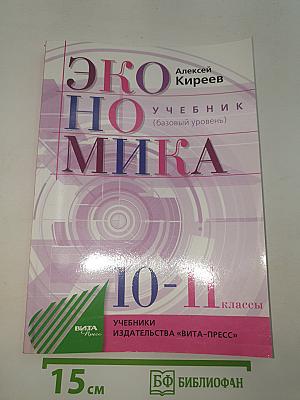 Алексей
Киреев
ЭКО
НО
МИКА
УЧЕБНИК
(базовый уровень)
10-11 классы
ВИТА
Пресс
УЧЕБНИКИ
ИЗДАТЕЛЬСТВА «ВИТА-ПРЕСС»
15 см
БФ БИБЛИОФАН